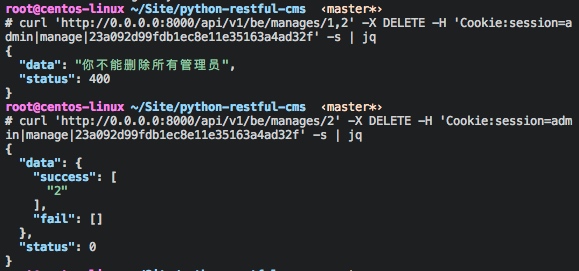 root@centos-linux ~/Site/python-restful-cms ‹master*›
# curl 'http://0.0.0.0:8000/api/v1/be/manages/1,2' -X DELETE -H 'Cookie:session=a
dmin|manage|23a092d99fdb1ec8e11e35163a4ad32f' -s | jq
{
  "data": "你不能删除所有管理员",
  "status": 400
}
root@centos-linux ~/Site/python-restful-cms ‹master*›
# curl 'http://0.0.0.0:8000/api/v1/be/manages/2' -X DELETE -H 'Cookie:session=adm
in|manage|23a092d99fdb1ec8e11e35163a4ad32f' -s | jq
{
  "data": {
    "success": [
      "2"
    ],
    "fail": []
  },
  "status": 0
}